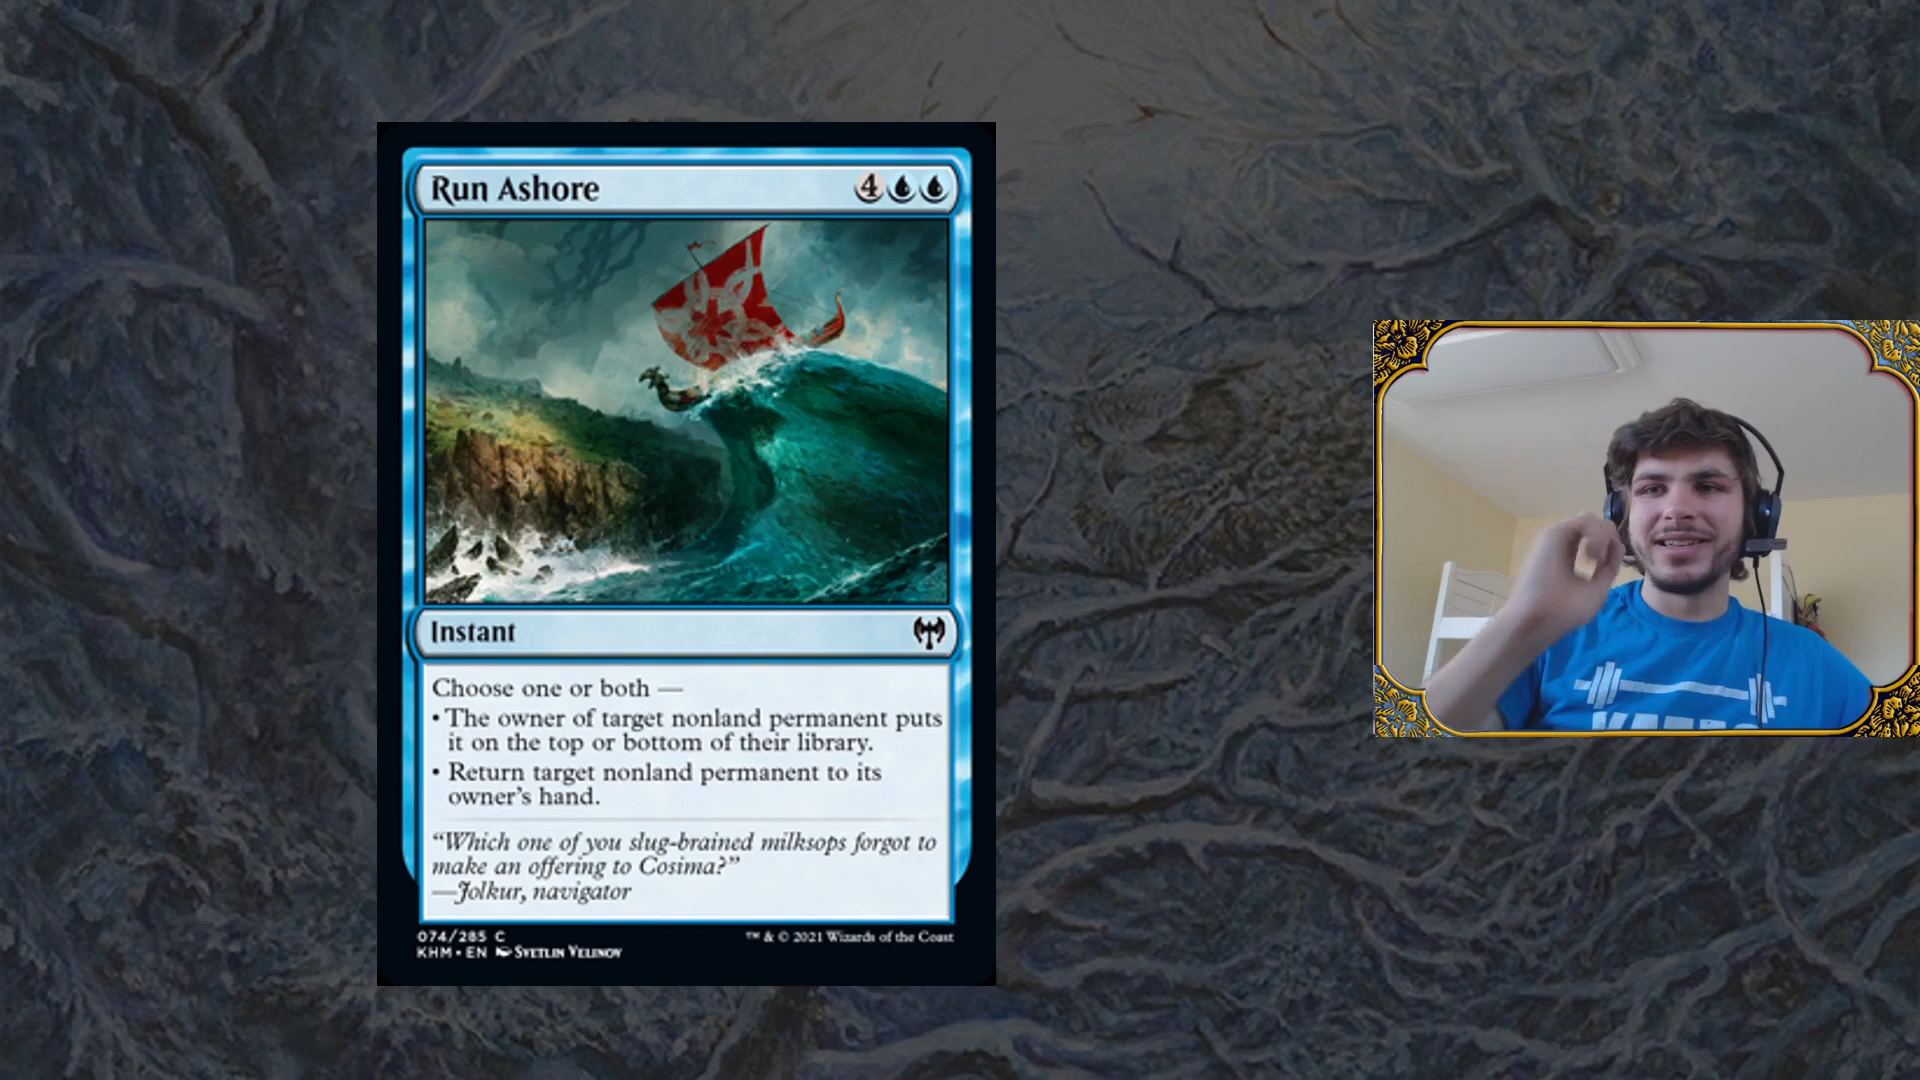 Run Ashore
4
Instant
Choose one or both —
• The owner of target nonland permanent puts
it on the top or bottom of their library.
• Return target nonland permanent to its
owner's hand.
“Which one of you slug-brained milksops forgot to
make an offering to Cosima?”
—Jolkur, navigator
074/285 C
™ & © 2021 Wizards of the Coast
KHM • EN Svetlin Velinov